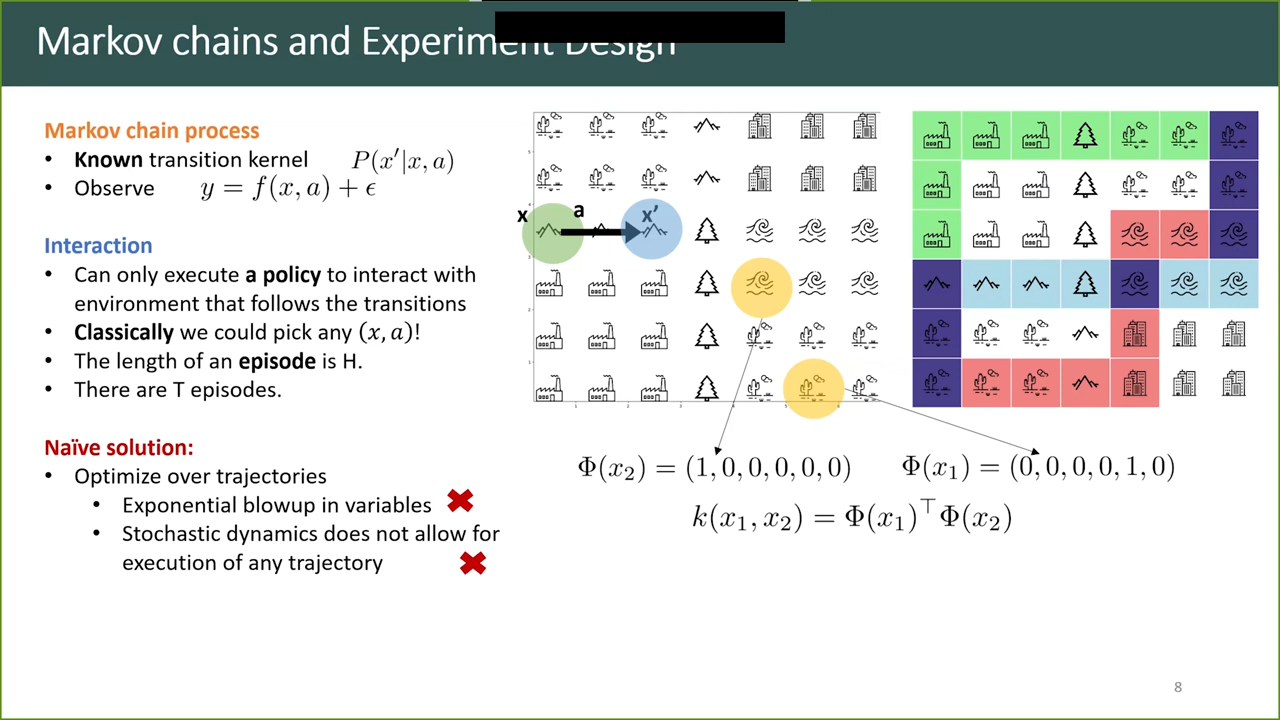 Markov chains and Experiment Design
Markov chain process
• Known transition kernel P(x′|x, a)
• Observe y = f(x, a) + ϵ
Interaction
• Can only execute a policy to interact with
environment that follows the transitions
• Classically we could pick any (x, a)!
• The length of an episode is H.
• There are T episodes.
Naïve solution:
• Optimize over trajectories
• Exponential blowup in variables
• Stochastic dynamics does not allow for
execution of any trajectory
x a x′
Φ(x₂) = (1, 0, 0, 0, 0, 0) Φ(x₁) = (0, 0, 0, 0, 1, 0)
k(x₁, x₂) = Φ(x₁)⊤Φ(x₂)
8